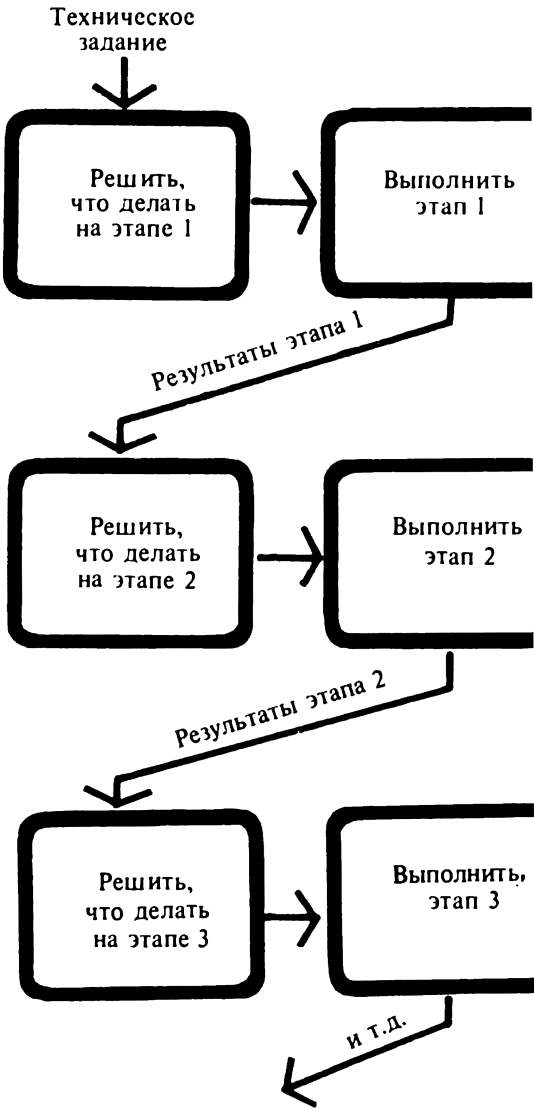 Техническое
задание
Решить,
что делать
на этапе 1
Выполнить
этап 1
Результаты этапа 1
Решить,
что делать
на этапе 2
Выполнить
этап 2
Результаты этапа 2
Решить,
что делать
на этапе 3
Выполнить,
этап 3
и т.д.